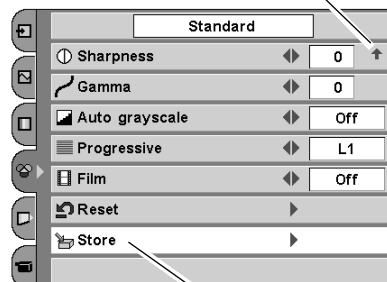 Standard
Sharpness 0
Gamma 0
Auto grayscale Off
Progressive L1
Film Off
Reset
Store